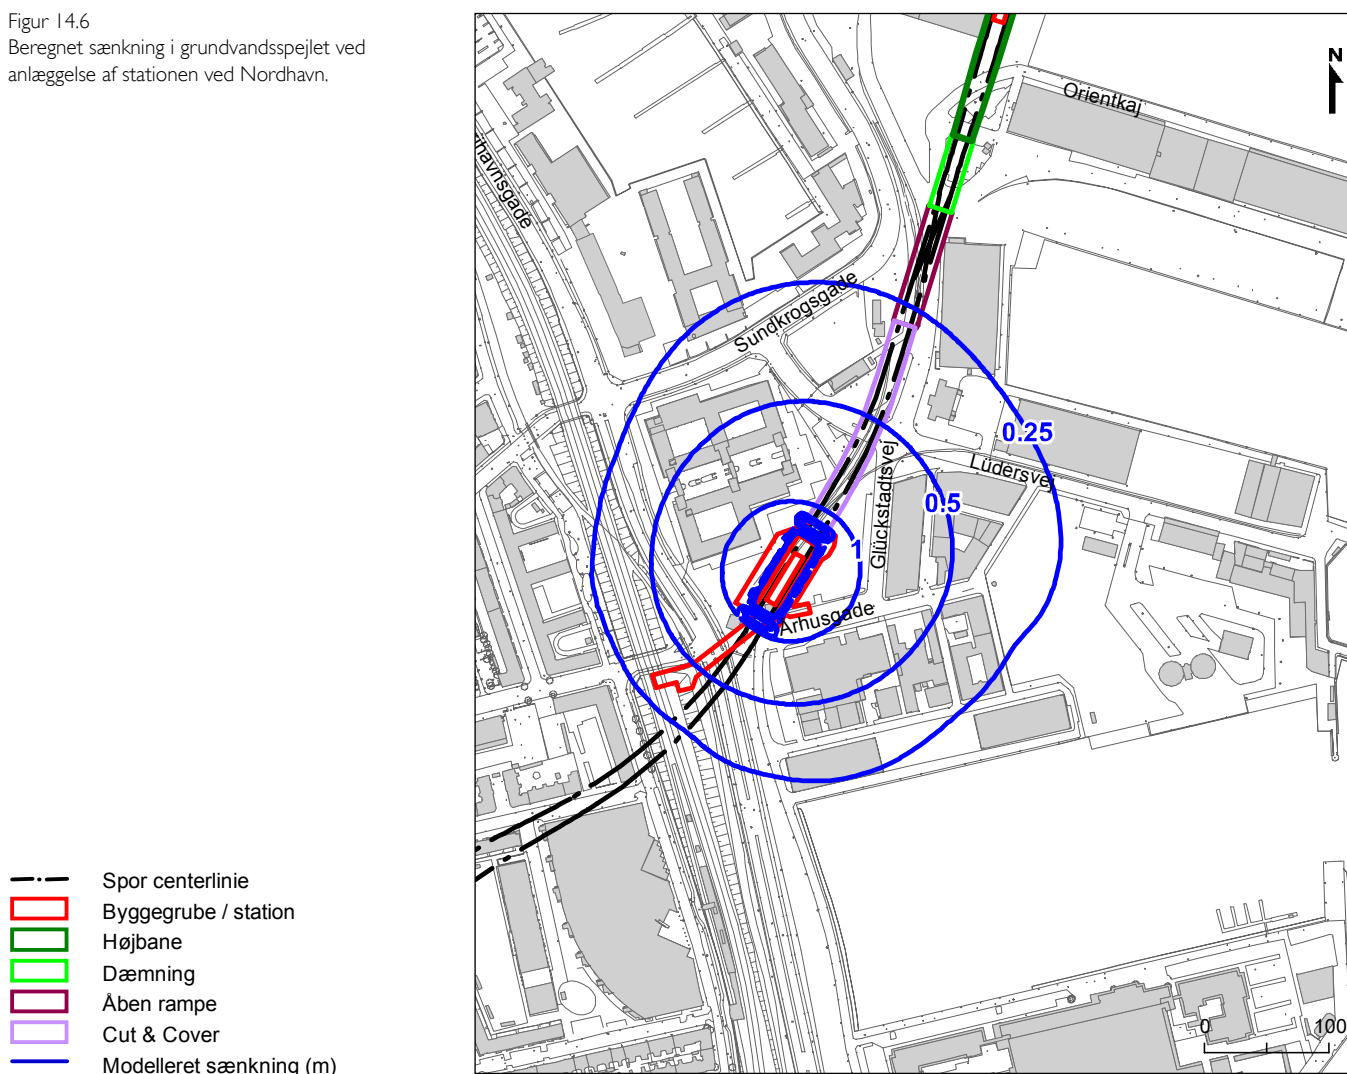 Figur 14.6
Beregnet sænkning i grundvandsspejlet ved
anlæggelse af stationen ved Nordhavn.
N
Orientkaj
Sundkrogsgade
0.25
Lüdersvej
0.5
Glückstadtsvej
1
Århusgade
Spor centerlinie
Byggegrube / station
Højbane
Dæmning
Åben rampe
Cut & Cover
Modelleret sænkning (m)
0
100